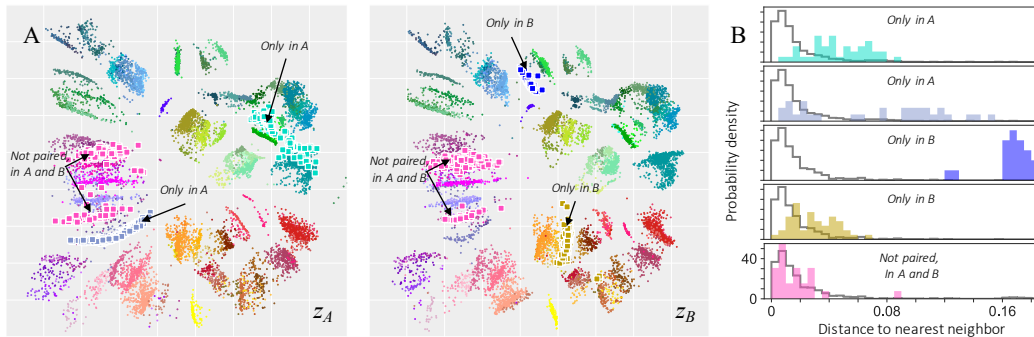 A
Only in A
Not paired,
in A and B
Only in A
z_A
Only in B
Not paired,
in A and B
Only in B
z_B
B
Probability density
Only in A
Only in A
Only in B
Only in B
Not paired,
In A and B
40
0
0
0.08
0.16
Distance to nearest neighbor